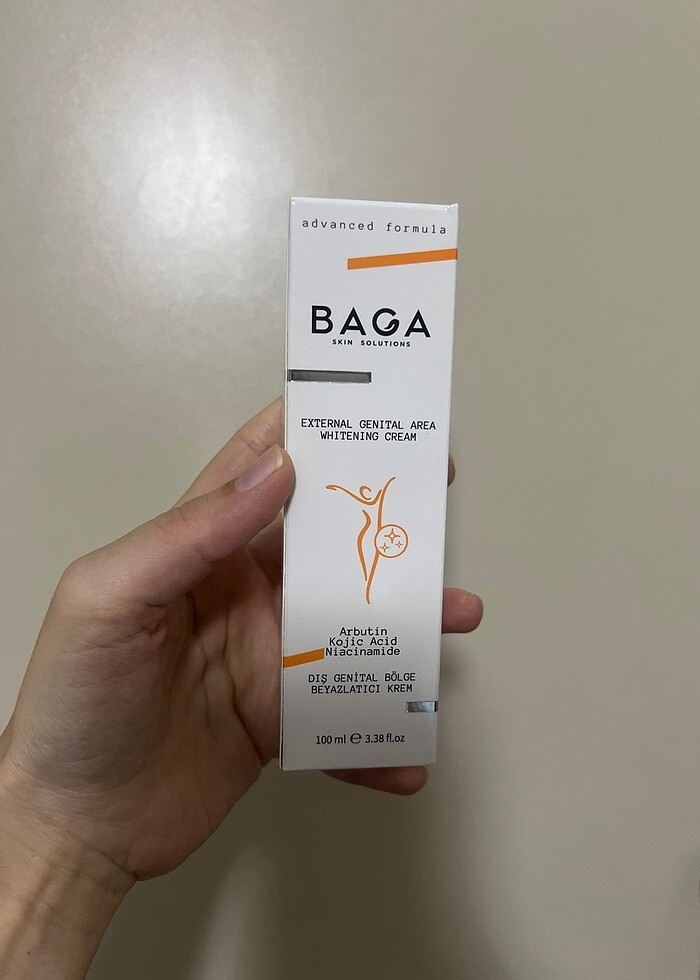 advanced formula
BAGA
SKIN SOLUTIONS
EXTERNAL GENITAL AREA
WHITENING CREAM
Arbutin
Kojic Acid
Niacinamide
DIŞ GENİTAL BÖLGE
BEYAZLATICI KREM
100 ml ℮ 3.38 fl.oz